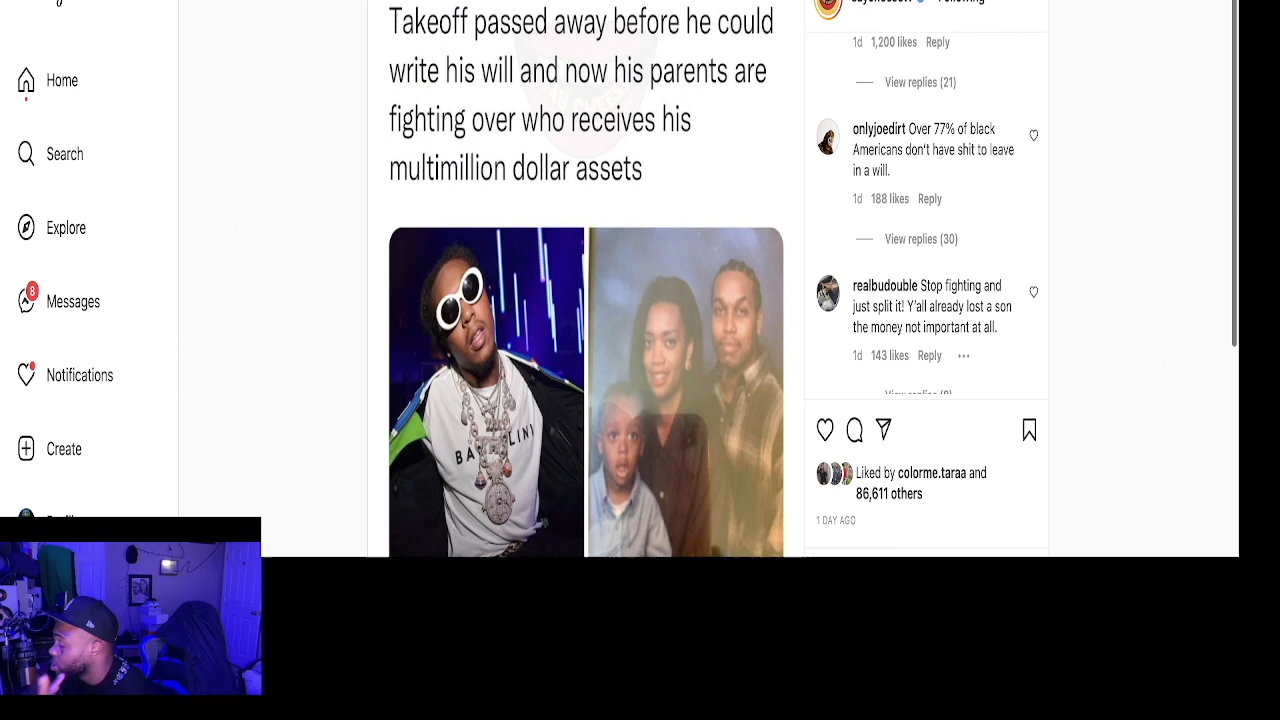 Home
Search
Explore
8
Messages
Notifications
Create
Takeoff passed away before he could
write his will and now his parents are
fighting over who receives his
multimillion dollar assets
1d 1,200 likes Reply
View replies (21)
onlyjoedirt Over 77% of black
Americans don't have shit to leave
in a will.
1d 188 likes Reply
View replies (30)
realbudouble Stop fighting and
just split it! Y'all already lost a son
the money not important at all.
1d 143 likes Reply •••
Liked by colorme.taraa and
86,611 others
1 DAY AGO